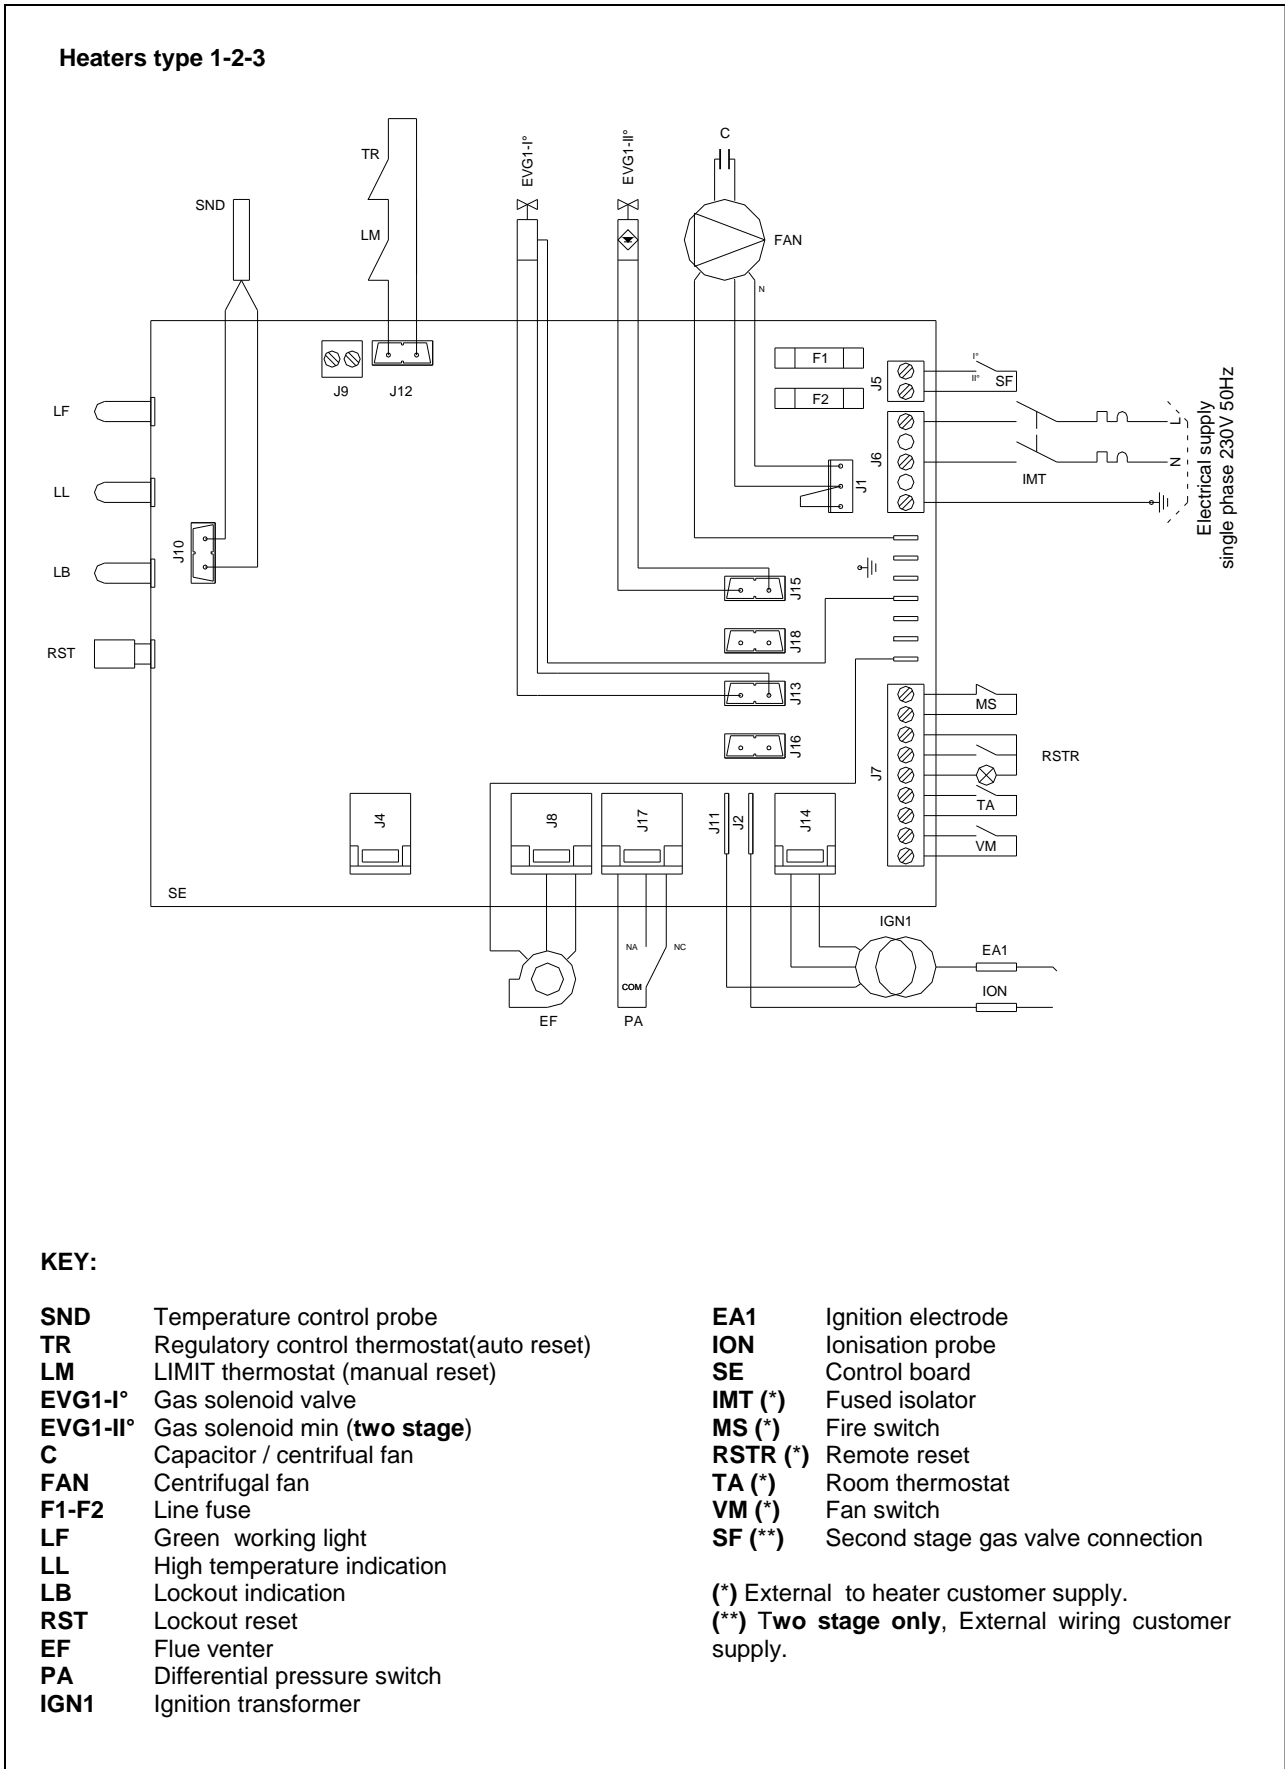 Heaters type 1-2-3
C
EVG1-I°
EVG1-II°
TR
SND
LM
FAN
N
F1
F2
J5
I°
II°
SF
J9
J12
LF
J6
L
N
IMT
Electrical supply
single phase 230V 50Hz
J1
LL
J10
LB
J15
J18
RST
J13
J16
MS
RSTR
J7
TA
VM
J4
J8
J17
J11
J2
J14
SE
IGN1
NA
NC
COM
EA1
ION
EF
PA
KEY:
SND Temperature control probe
TR Regulatory control thermostat(auto reset)
LM LIMIT thermostat (manual reset)
EVG1-I° Gas solenoid valve
EVG1-II° Gas solenoid min (two stage)
C Capacitor / centrifual fan
FAN Centrifugal fan
F1-F2 Line fuse
LF Green working light
LL High temperature indication
LB Lockout indication
RST Lockout reset
EF Flue venter
PA Differential pressure switch
IGN1 Ignition transformer
EA1 Ignition electrode
ION Ionisation probe
SE Control board
IMT (*) Fused isolator
MS (*) Fire switch
RSTR (*) Remote reset
TA (*) Room thermostat
VM (*) Fan switch
SF (**) Second stage gas valve connection
(*) External to heater customer supply.
(**) Two stage only, External wiring customer
supply.